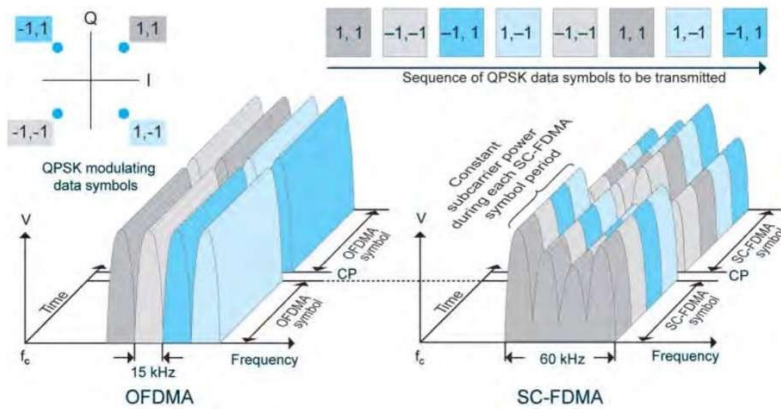 Q
-1,1
1,1
I
-1,-1
1,-1
QPSK modulating
data symbols
1, 1
–1,–1
–1, 1
1,–1
–1,–1
1, 1
1,–1
–1, 1
Sequence of QPSK data symbols to be transmitted
Constant
subcarrier power
during each SC-FDMA
symbol period
V
Time
OFDMA
symbol
CP
OFDMA
symbol
fc
Frequency
15 kHz
OFDMA
V
Time
SC-FDMA
symbol
CP
SC-FDMA
symbol
fc
Frequency
60 kHz
SC-FDMA